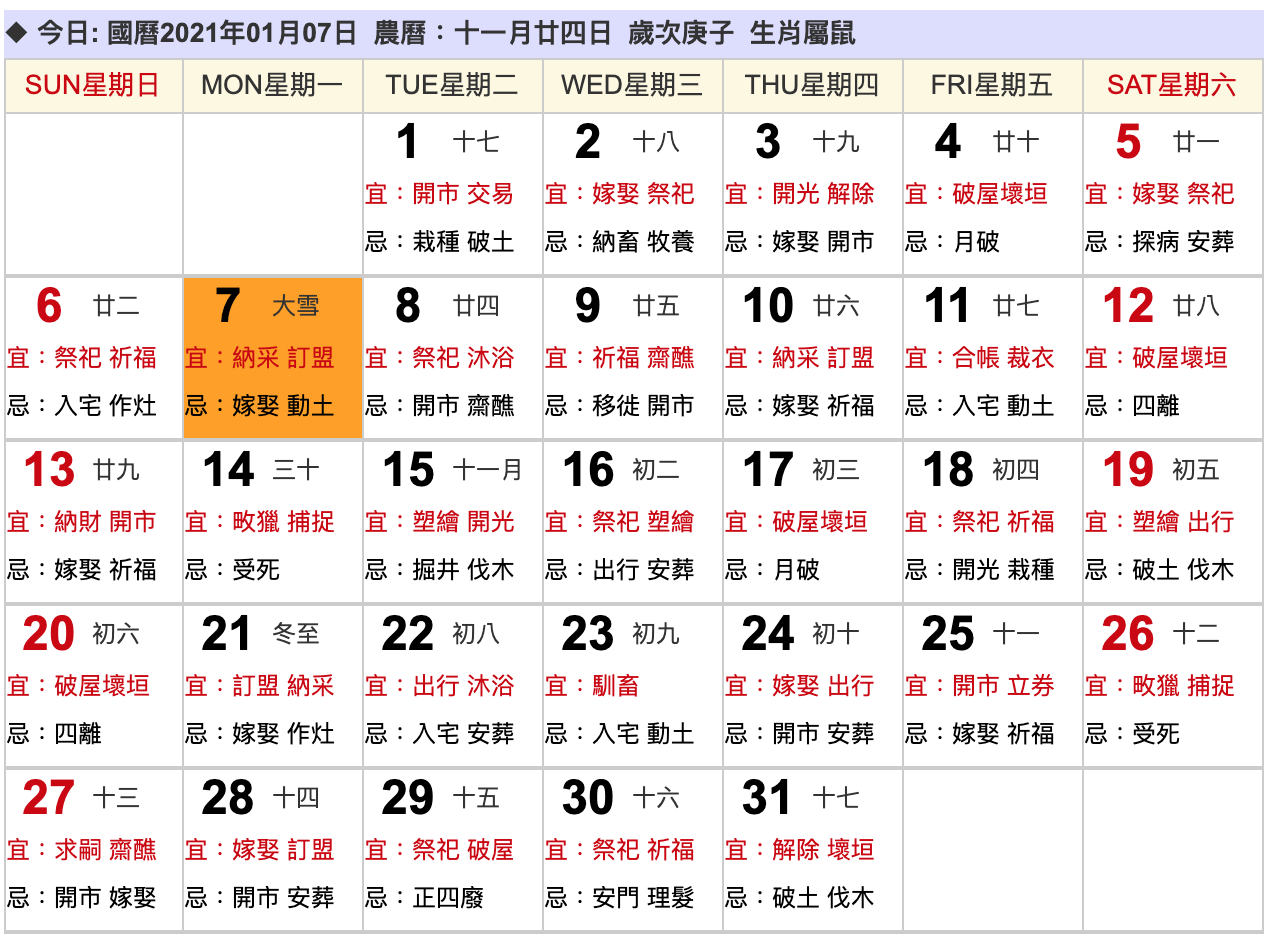 ◆ 今日: 國曆2021年01月07日 農曆：十一月廿四日 歲次庚子 生肖屬鼠
SUN星期日 MON星期一 TUE星期二 WED星期三 THU星期四 FRI星期五 SAT星期六
1 十七 2 十八 3 十九 4 廿十 5 廿一
宜：開市 交易 宜：嫁娶 祭祀 宜：開光 解除 宜：破屋壞垣 宜：嫁娶 祭祀
忌：栽種 破土 忌：納畜 牧養 忌：嫁娶 開市 忌：月破 忌：探病 安葬
6 廿二 7 大雪 8 廿四 9 廿五 10 廿六 11 廿七 12 廿八
宜：祭祀 祈福 宜：納采 訂盟 宜：祭祀 沐浴 宜：祈福 齋醮 宜：納采 訂盟 宜：合帳 裁衣 宜：破屋壞垣
忌：入宅 作灶 忌：嫁娶 動土 忌：開市 齋醮 忌：移徙 開市 忌：嫁娶 祈福 忌：入宅 動土 忌：四離
13 廿九 14 三十 15 十一月 16 初二 17 初三 18 初四 19 初五
宜：納財 開市 宜：畋獵 捕捉 宜：塑繪 開光 宜：祭祀 塑繪 宜：破屋壞垣 宜：祭祀 祈福 宜：塑繪 出行
忌：嫁娶 祈福 忌：受死 忌：掘井 伐木 忌：出行 安葬 忌：月破 忌：開光 栽種 忌：破土 伐木
20 初六 21 冬至 22 初八 23 初九 24 初十 25 十一 26 十二
宜：破屋壞垣 宜：訂盟 納采 宜：出行 沐浴 宜：馴畜 宜：嫁娶 出行 宜：開市 立券 宜：畋獵 捕捉
忌：四離 忌：嫁娶 作灶 忌：入宅 安葬 忌：入宅 動土 忌：開市 安葬 忌：嫁娶 祈福 忌：受死
27 十三 28 十四 29 十五 30 十六 31 十七
宜：求嗣 齋醮 宜：嫁娶 訂盟 宜：祭祀 破屋 宜：祭祀 祈福 宜：解除 壞垣
忌：開市 嫁娶 忌：開市 安葬 忌：正四廢 忌：安門 理髮 忌：破土 伐木